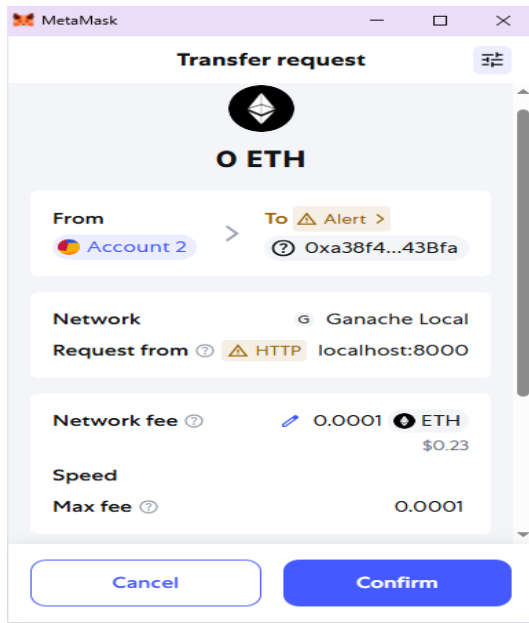 MetaMask
Transfer request
0 ETH
From
To Alert >
Account 2
0xa38f4...43Bfa
Network
G Ganache Local
Request from ? HTTP localhost:8000
Network fee ? 0.0001 ETH
$0.23
Speed
Max fee ? 0.0001
Cancel
Confirm